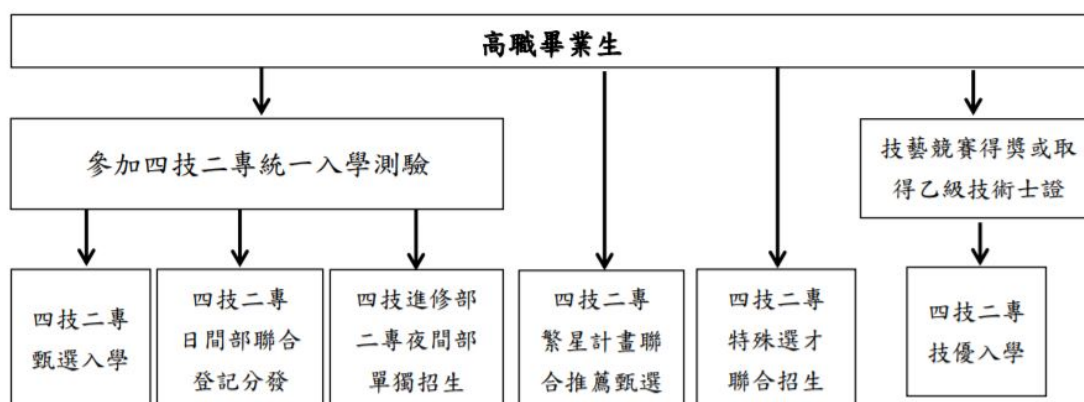 高職畢業生
參加四技二專統一入學測驗
技藝競賽得獎或取
得乙級技術士證
四技二專
甄選入學
四技二專
日間部聯合
登記分發
四技進修部
二專夜間部
單獨招生
四技二專
繁星計畫聯
合推薦甄選
四技二專
特殊選才
聯合招生
四技二專
技優入學